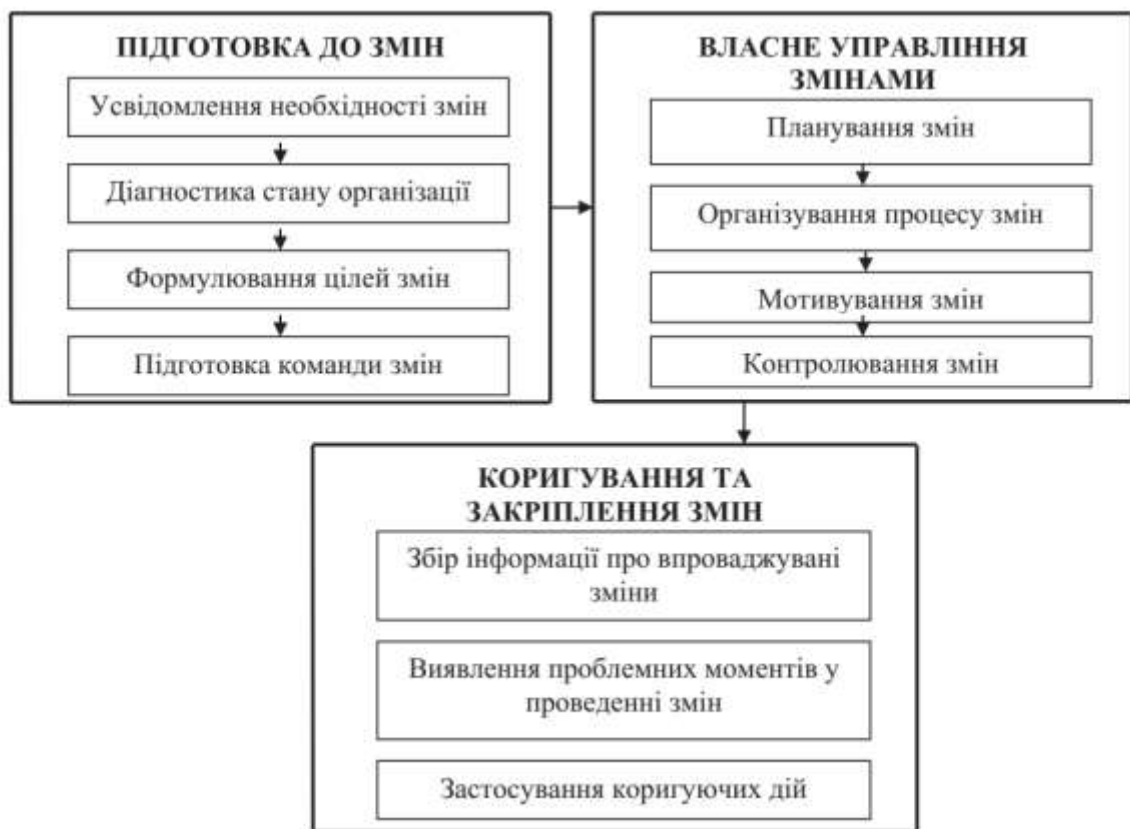 ПІДГОТОВКА ДО ЗМІН
Усвідомлення необхідності змін
Діагностика стану організації
Формулювання цілей змін
Підготовка команди змін
ВЛАСНЕ УПРАВЛІННЯ
ЗМІНАМИ
Планування змін
Організування процесу змін
Мотивування змін
Контролювання змін
КОРИГУВАННЯ ТА
ЗАКРІПЛЕННЯ ЗМІН
Збір інформації про впроваджувані
зміни
Виявлення проблемних моментів у
проведенні змін
Застосування коригуючих дій